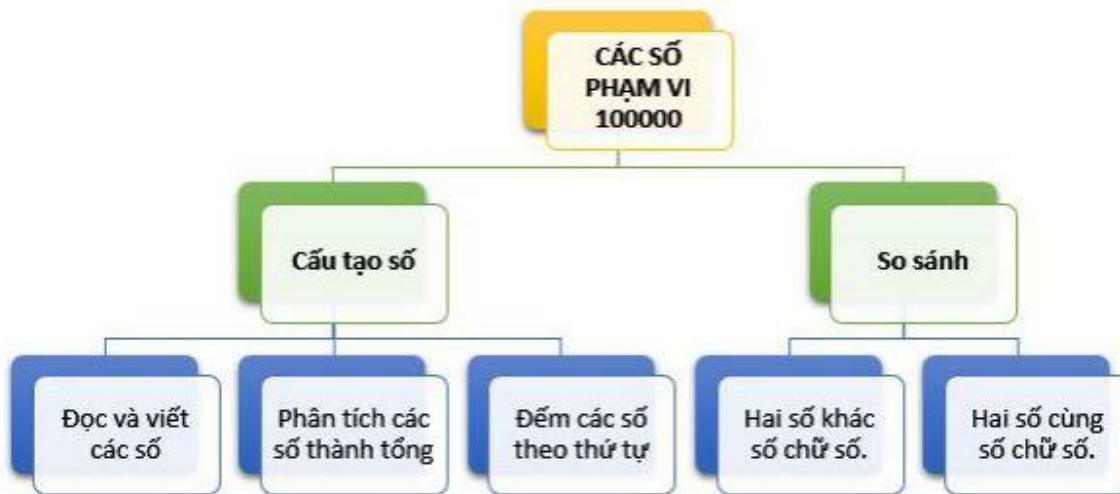 CÁC SỐ
PHẠM VI
100000
Cấu tạo số
So sánh
Đọc và viết
các số
Phân tích các
số thành tổng
Đếm các số
theo thứ tự
Hai số khác
số chữ số.
Hai số cùng
số chữ số.